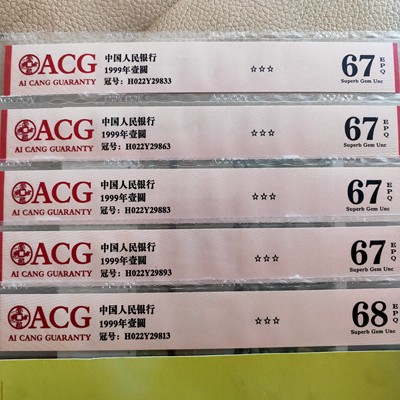 ACG
AI CANG GUARANTY
中国人民银行
1999年壹圆
冠号: H022Y29833
☆☆☆
67 EPQ
Superb Gem Unc
ACG
AI CANG GUARANTY
中国人民银行
1999年壹圆
冠号: H022Y29863
☆☆☆
67 EPQ
Superb Gem Unc
ACG
AI CANG GUARANTY
中国人民银行
1999年壹圆
冠号: H022Y29883
☆☆☆
67 EPQ
Superb Gem Unc
ACG
AI CANG GUARANTY
中国人民银行
1999年壹圆
冠号: H022Y29893
☆☆☆
67 EPQ
Superb Gem Unc
ACG
AI CANG GUARANTY
中国人民银行
1999年壹圆
冠号: H022Y29813
☆☆☆
68 EPQ
Superb Gem Unc